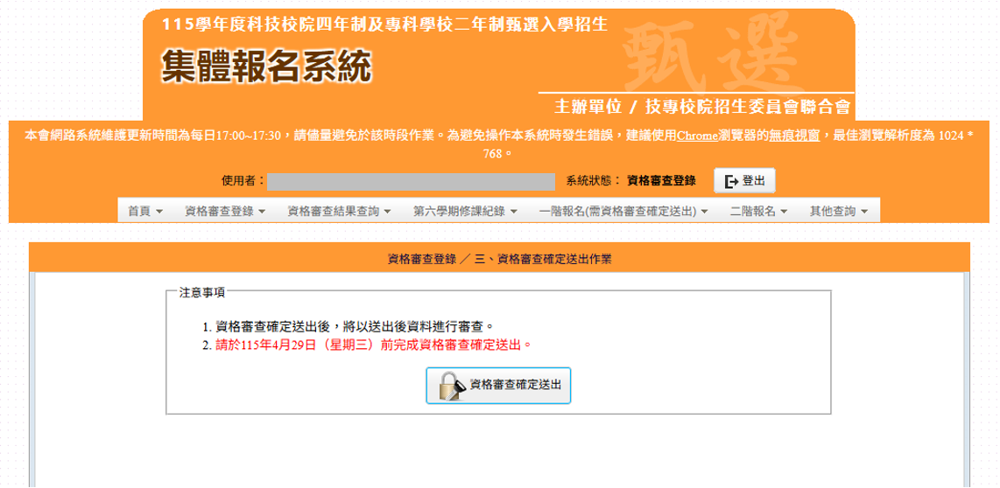 115學年度科技校院四年制及專科學校二年制甄選入學招生
甄選
集體報名系統
主辦單位 / 技專校院招生委員會聯合會
本會網路系統維護更新時間為每日17:00~17:30，請儘量避免於該時段作業。為避免操作本系統時發生錯誤，建議使用Chrome瀏覽器的無痕視窗，最佳瀏覽解析度為 1024 *
768。
使用者： 系統狀態： 資格審查登錄 登出
首頁 資格審查登錄 資格審查結果查詢 第六學期修課紀錄 一階報名(需資格審查確定送出) 二階報名 其他查詢
資格審查登錄 ／ 三、資格審查確定送出作業
注意事項
1. 資格審查確定送出後，將以送出後資料進行審查。
2. 請於115年4月29日（星期三）前完成資格審查確定送出。
資格審查確定送出